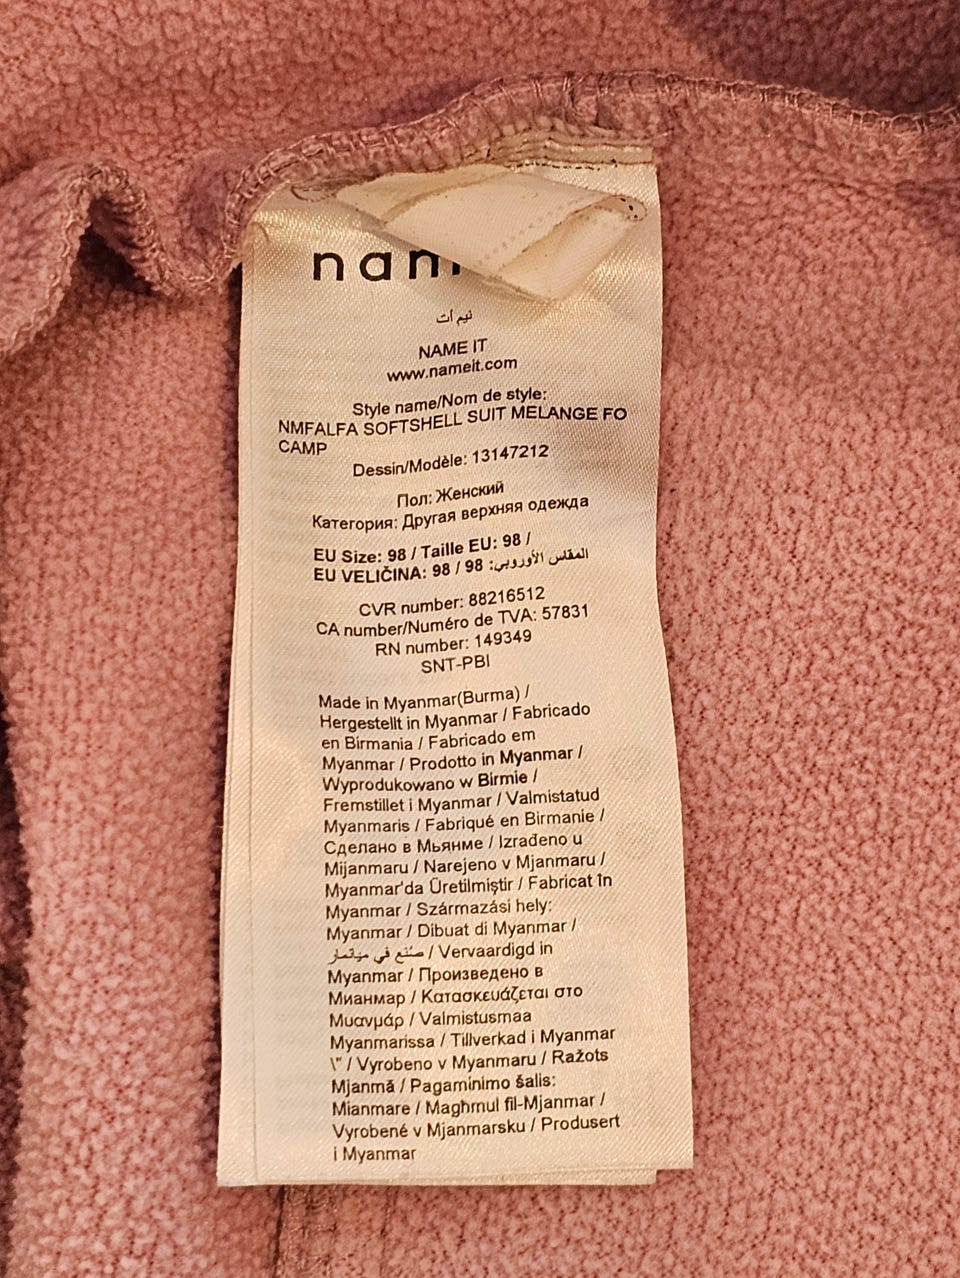 نيم ات
NAME IT
www.nameit.com
Style name/Nom de style:
NMFALFA SOFTSHELL SUIT MELANGE FO
CAMP
Dessin/Modèle: 13147212
Пол: Женский
Категория: Другая верхняя одежда
EU Size: 98 / Taille EU: 98 /
EU VELIČINA: 98 / 98 :المقاس الأوروبي
CVR number: 88216512
CA number/Numéro de TVA: 57831
RN number: 149349
SNT-PBI
Made in Myanmar(Burma) /
Hergestellt in Myanmar / Fabricado
en Birmania / Fabricado em
Myanmar / Prodotto in Myanmar /
Wyprodukowano w Birmie /
Fremstillet i Myanmar / Valmistatud
Myanmaris / Fabriqué en Birmanie /
Сделано в Мьянме / Izrađeno u
Mijanmaru / Narejeno v Mjanmaru /
Myanmar'da Üretilmiştir / Fabricat în
Myanmar / Származási hely:
Myanmar / Dibuat di Myanmar /
صُنع في ميانمار / Vervaardigd in
Myanmar / Произведено в
Мианмар / Κατασκευάζεται στο
Μυανμάρ / Valmistusmaa
Myanmarissa / Tillverkad i Myanmar
\" / Vyrobeno v Myanmaru / Ražots
Mjanmā / Pagaminimo šalis:
Mianmare / Magħmul fil-Mjanmar /
Vyrobené v Mjanmarsku / Produsert
i Myanmar